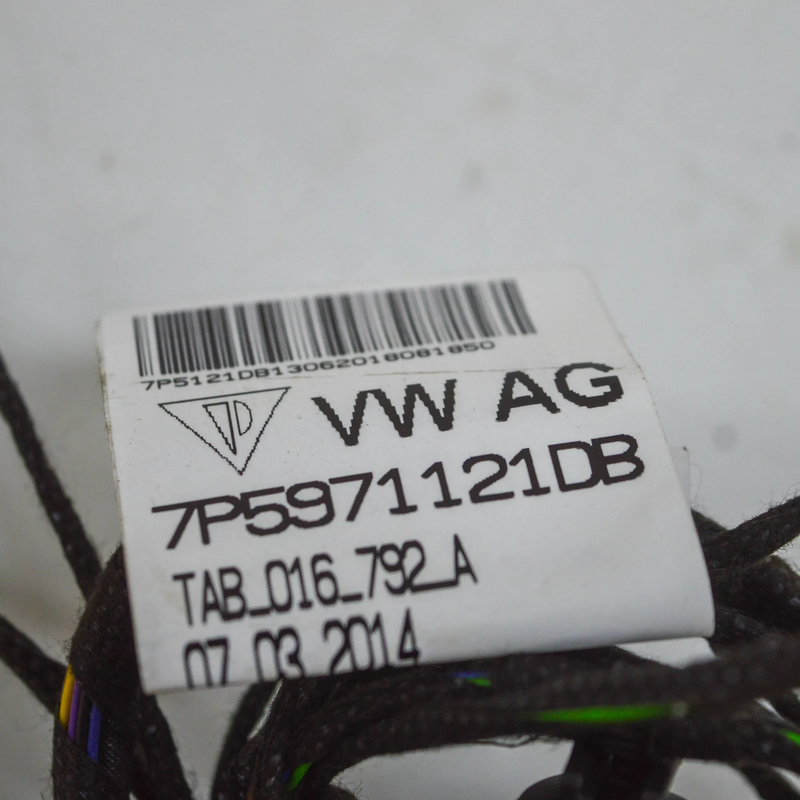 7P5121DB13062018081850
VW AG
7P5971121DB
TAB_016_792_A
07 03 2014